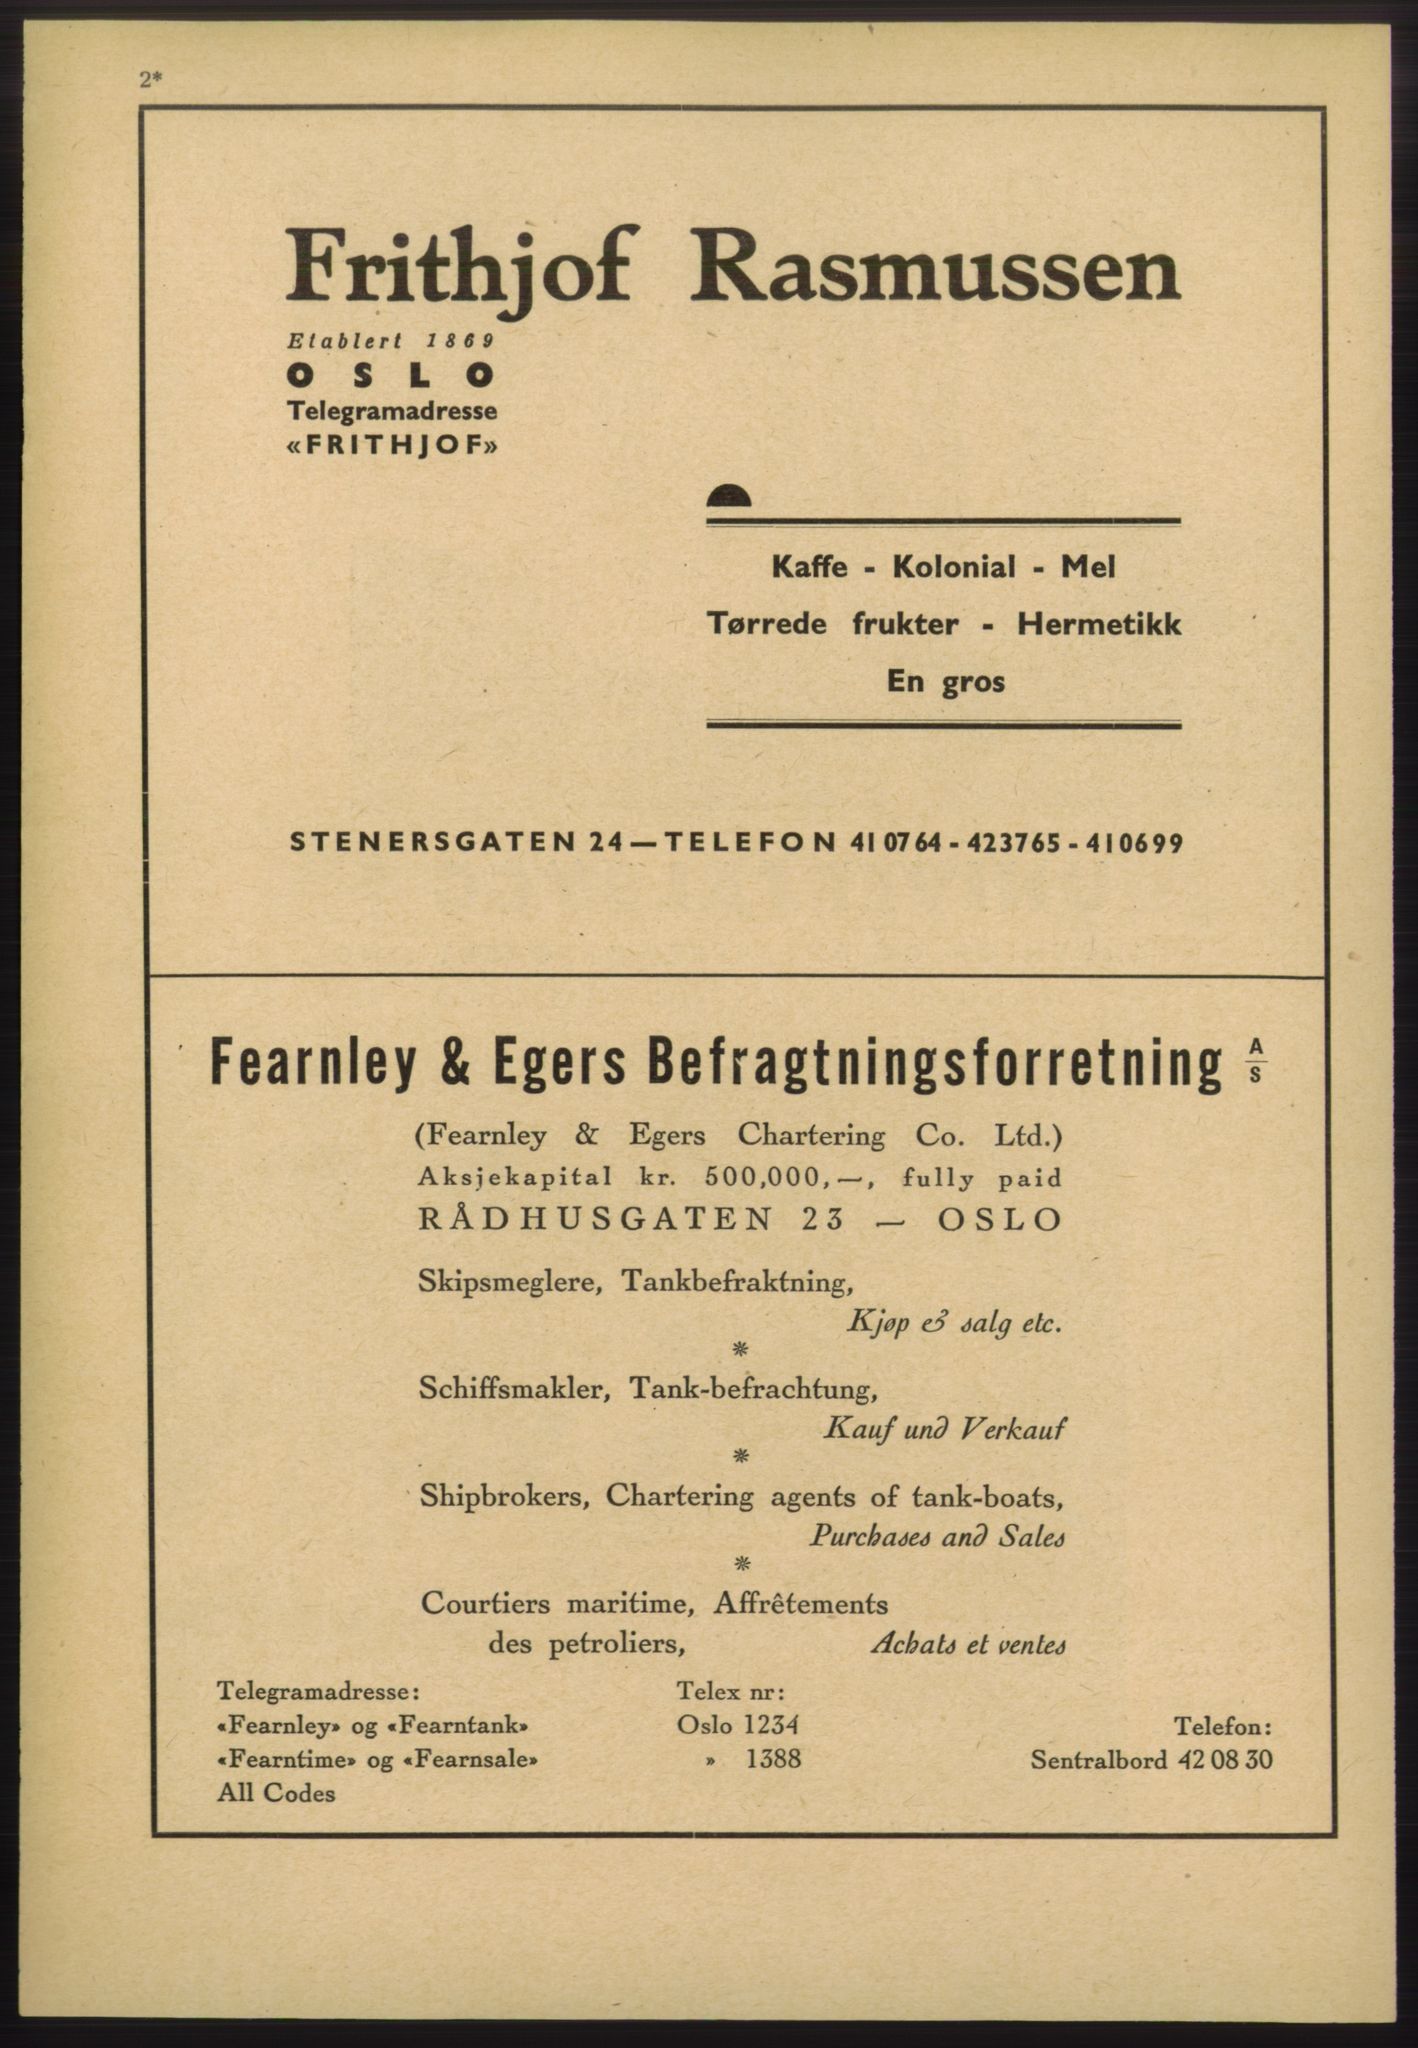 2*
Frithjof Rasmussen
Etablert 1869
OSLO
Telegramadresse
«FRITHJOF»
Kaffe - Kolonial - Mel
Tørrede frukter - Hermetikk
En gros
STENERSGATEN 24 — TELEFON 410764 - 423765 - 410699
Fearnley & Egers Befragtningsforretning A/S
(Fearnley & Egers Chartering Co. Ltd.)
Aksjekapital kr. 500,000,—, fully paid
RÅDHUSGATEN 23 — OSLO
Skipsmeglere, Tankbefraktning,
Kjøp & salg etc.
*
Schiffsmakler, Tank-befrachtung,
Kauf und Verkauf
*
Shipbrokers, Chartering agents of tank-boats,
Purchases and Sales
*
Courtiers maritime, Affrêtements
des petroliers, Achats et ventes
Telegramadresse: Telex nr:
«Fearnley» og «Fearntank» Oslo 1234 Telefon:
«Fearntime» og «Fearnsale» » 1388 Sentralbord 42 08 30
All Codes